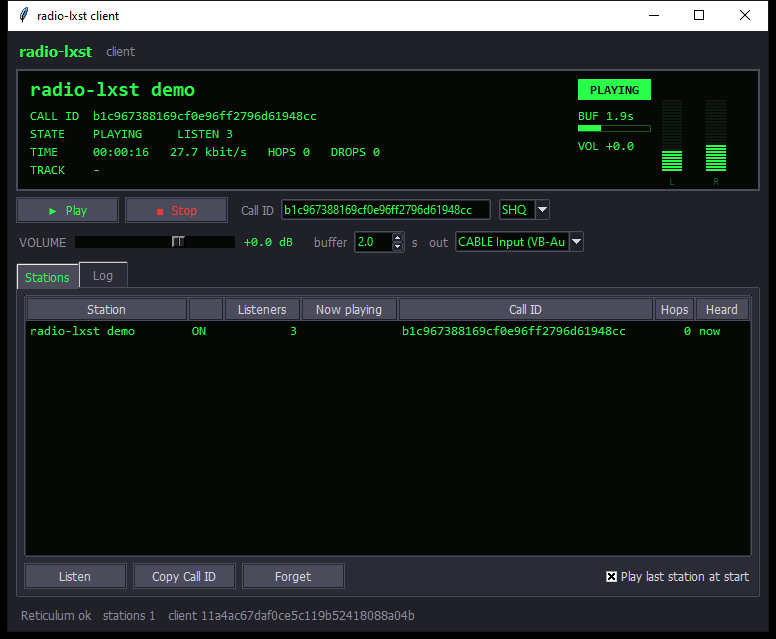 radio-lxst client
radio-lxst client
radio-lxst demo
PLAYING
CALL ID b1c967388169cf0e96ff2796d61948cc
BUF 1.9s
STATE PLAYING LISTEN 3
TIME 00:00:16 27.7 kbit/s HOPS 0 DROPS 0
VOL +0.0
TRACK -
L R
Play Stop Call ID b1c967388169cf0e96ff2796d61948cc SHQ
VOLUME +0.0 dB buffer 2.0 s out CABLE Input (VB-Au
Stations Log
Station Listeners Now playing Call ID Hops Heard
radio-lxst demo ON 3 b1c967388169cf0e96ff2796d61948cc 0 now
Listen Copy Call ID Forget Play last station at start
Reticulum ok stations 1 client 11a4ac67daf0ce5c119b52418088a04b